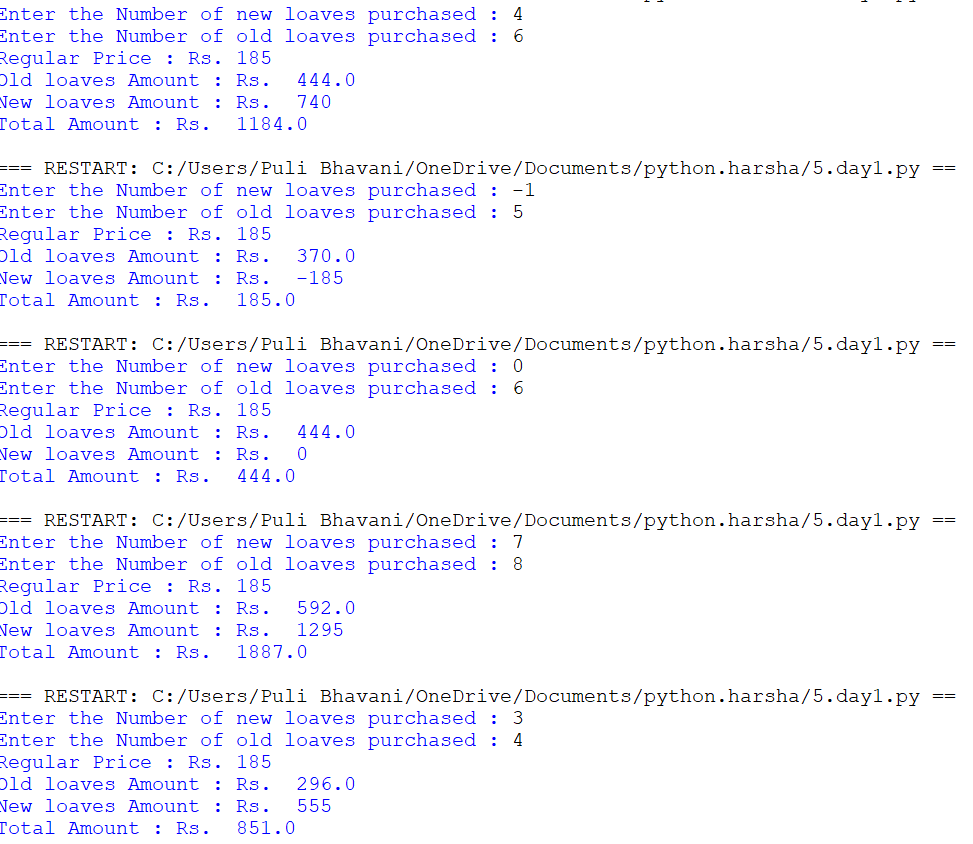 Enter the Number of new loaves purchased : 4
Enter the Number of old loaves purchased : 6
Regular Price : Rs. 185
Old loaves Amount : Rs.  444.0
New loaves Amount : Rs.  740
Total Amount : Rs.  1184.0
=== RESTART: C:/Users/Puli Bhavani/OneDrive/Documents/python.harsha/5.day1.py ==
Enter the Number of new loaves purchased : -1
Enter the Number of old loaves purchased : 5
Regular Price : Rs. 185
Old loaves Amount : Rs.  370.0
New loaves Amount : Rs.  -185
Total Amount : Rs.  185.0
=== RESTART: C:/Users/Puli Bhavani/OneDrive/Documents/python.harsha/5.day1.py ==
Enter the Number of new loaves purchased : 0
Enter the Number of old loaves purchased : 6
Regular Price : Rs. 185
Old loaves Amount : Rs.  444.0
New loaves Amount : Rs.  0
Total Amount : Rs.  444.0
=== RESTART: C:/Users/Puli Bhavani/OneDrive/Documents/python.harsha/5.day1.py ==
Enter the Number of new loaves purchased : 7
Enter the Number of old loaves purchased : 8
Regular Price : Rs. 185
Old loaves Amount : Rs.  592.0
New loaves Amount : Rs.  1295
Total Amount : Rs.  1887.0
=== RESTART: C:/Users/Puli Bhavani/OneDrive/Documents/python.harsha/5.day1.py ==
Enter the Number of new loaves purchased : 3
Enter the Number of old loaves purchased : 4
Regular Price : Rs. 185
Old loaves Amount : Rs.  296.0
New loaves Amount : Rs.  555
Total Amount : Rs.  851.0